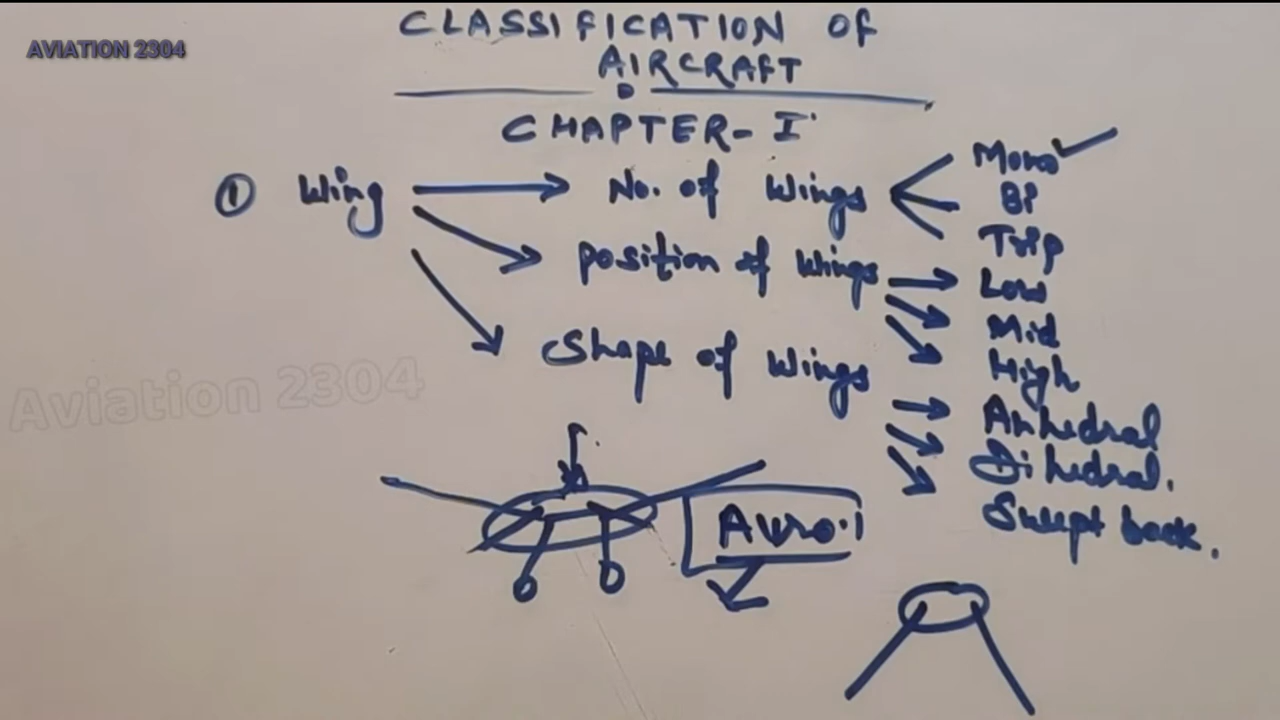 CLASSIFICATION OF
AVIATION 2304
AIRCRAFT
CHAPTER-I
① Wing → No. of Wings
Mono ✓
Bi
Trip
position of Wings
Low
Mid
High
Shape of Wings
Anhedral
Dihedral.
Swept back.
Aviation 2304
Avro.1